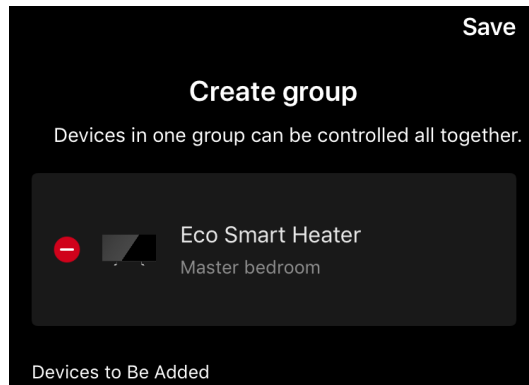 Save
Create group
Devices in one group can be controlled all together.
Eco Smart Heater
Master bedroom
Devices to Be Added